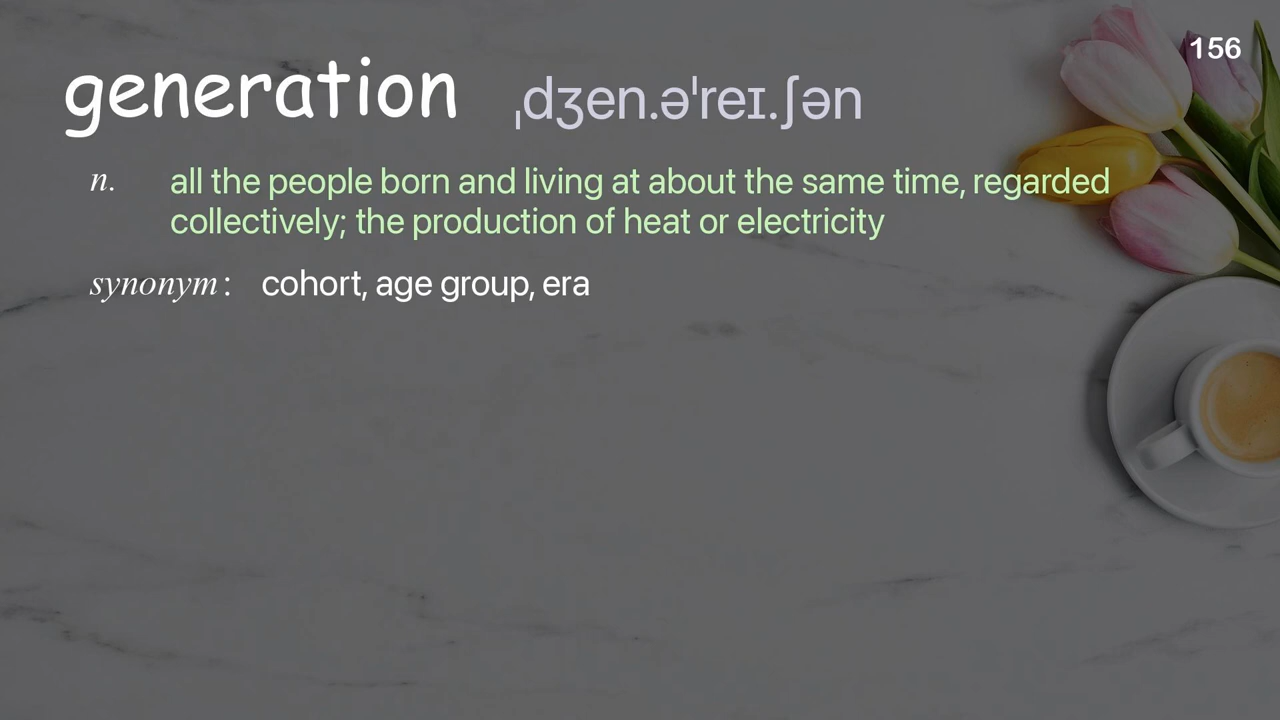 156
generation ˌdʒen.əˈreɪ.ʃən
n. all the people born and living at about the same time, regarded
collectively; the production of heat or electricity
synonym: cohort, age group, era